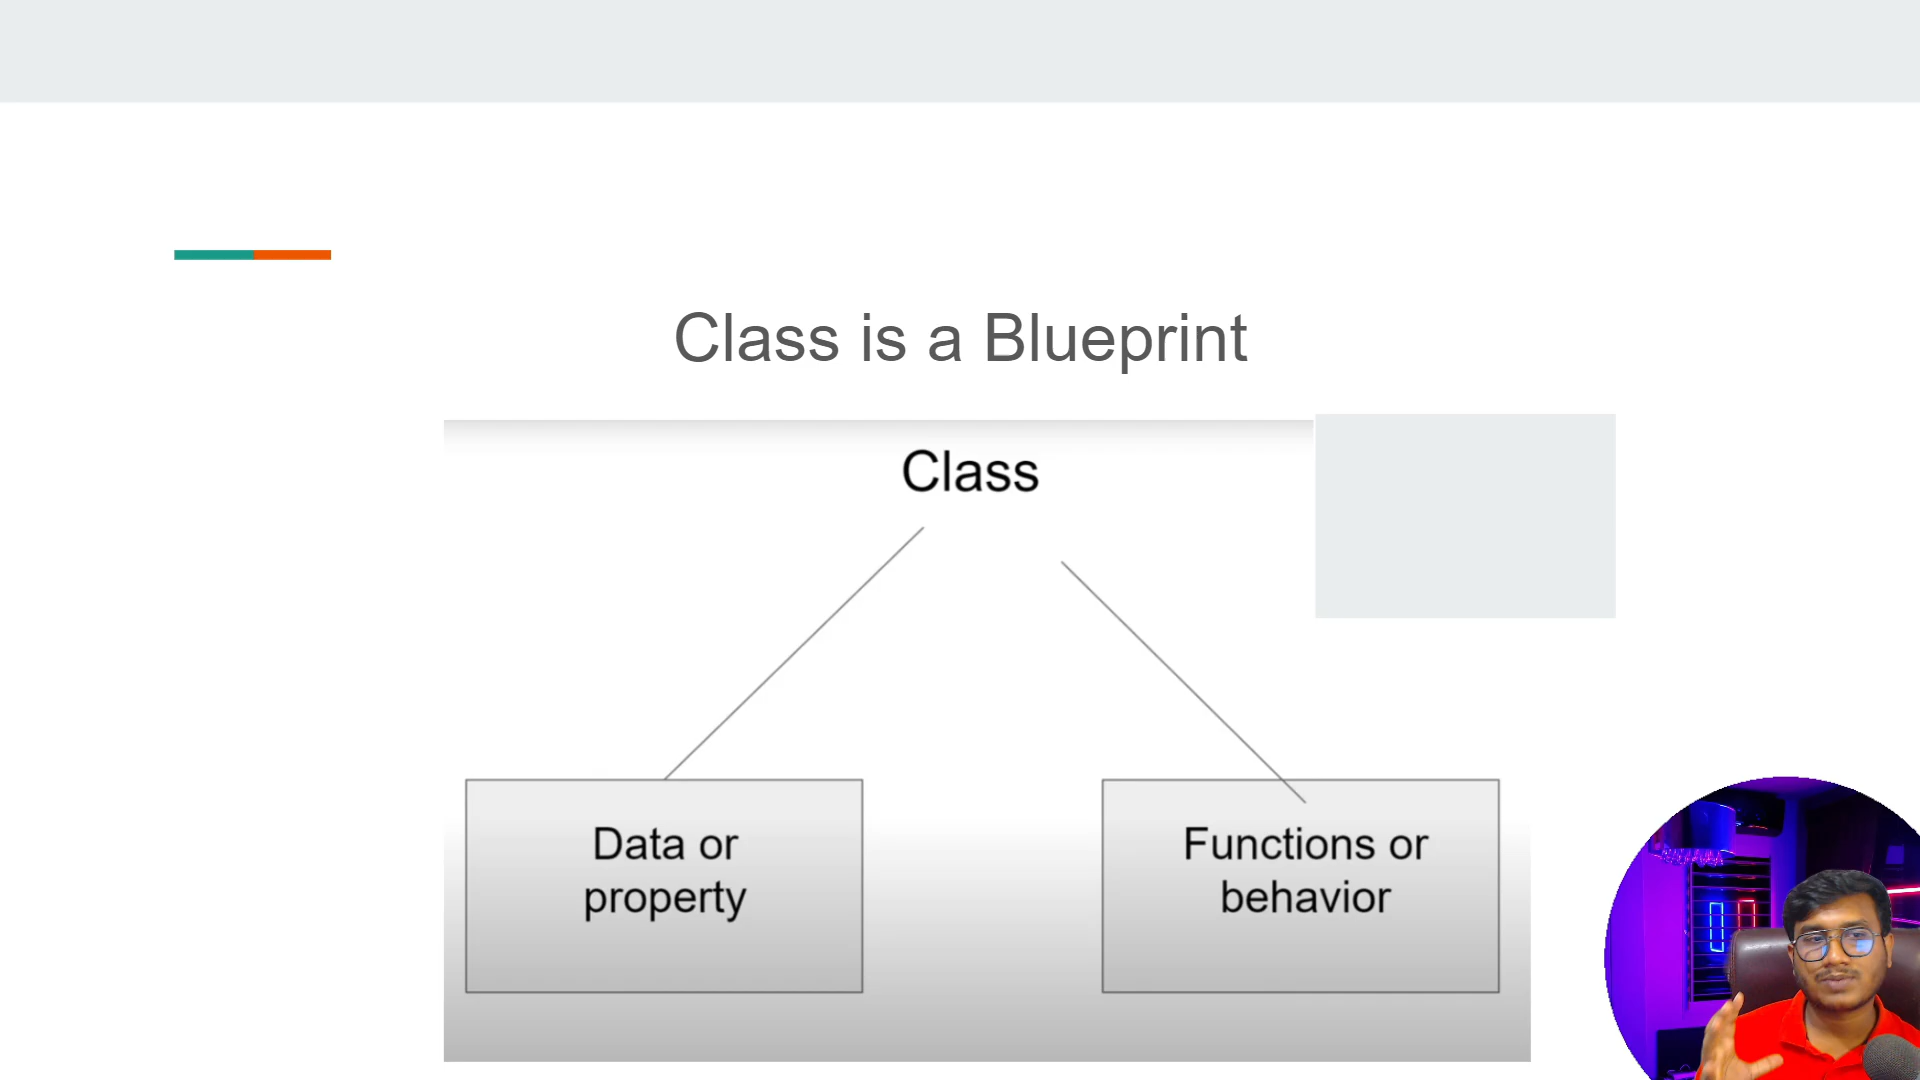 Class is a Blueprint
Class
Data or
property
Functions or
behavior